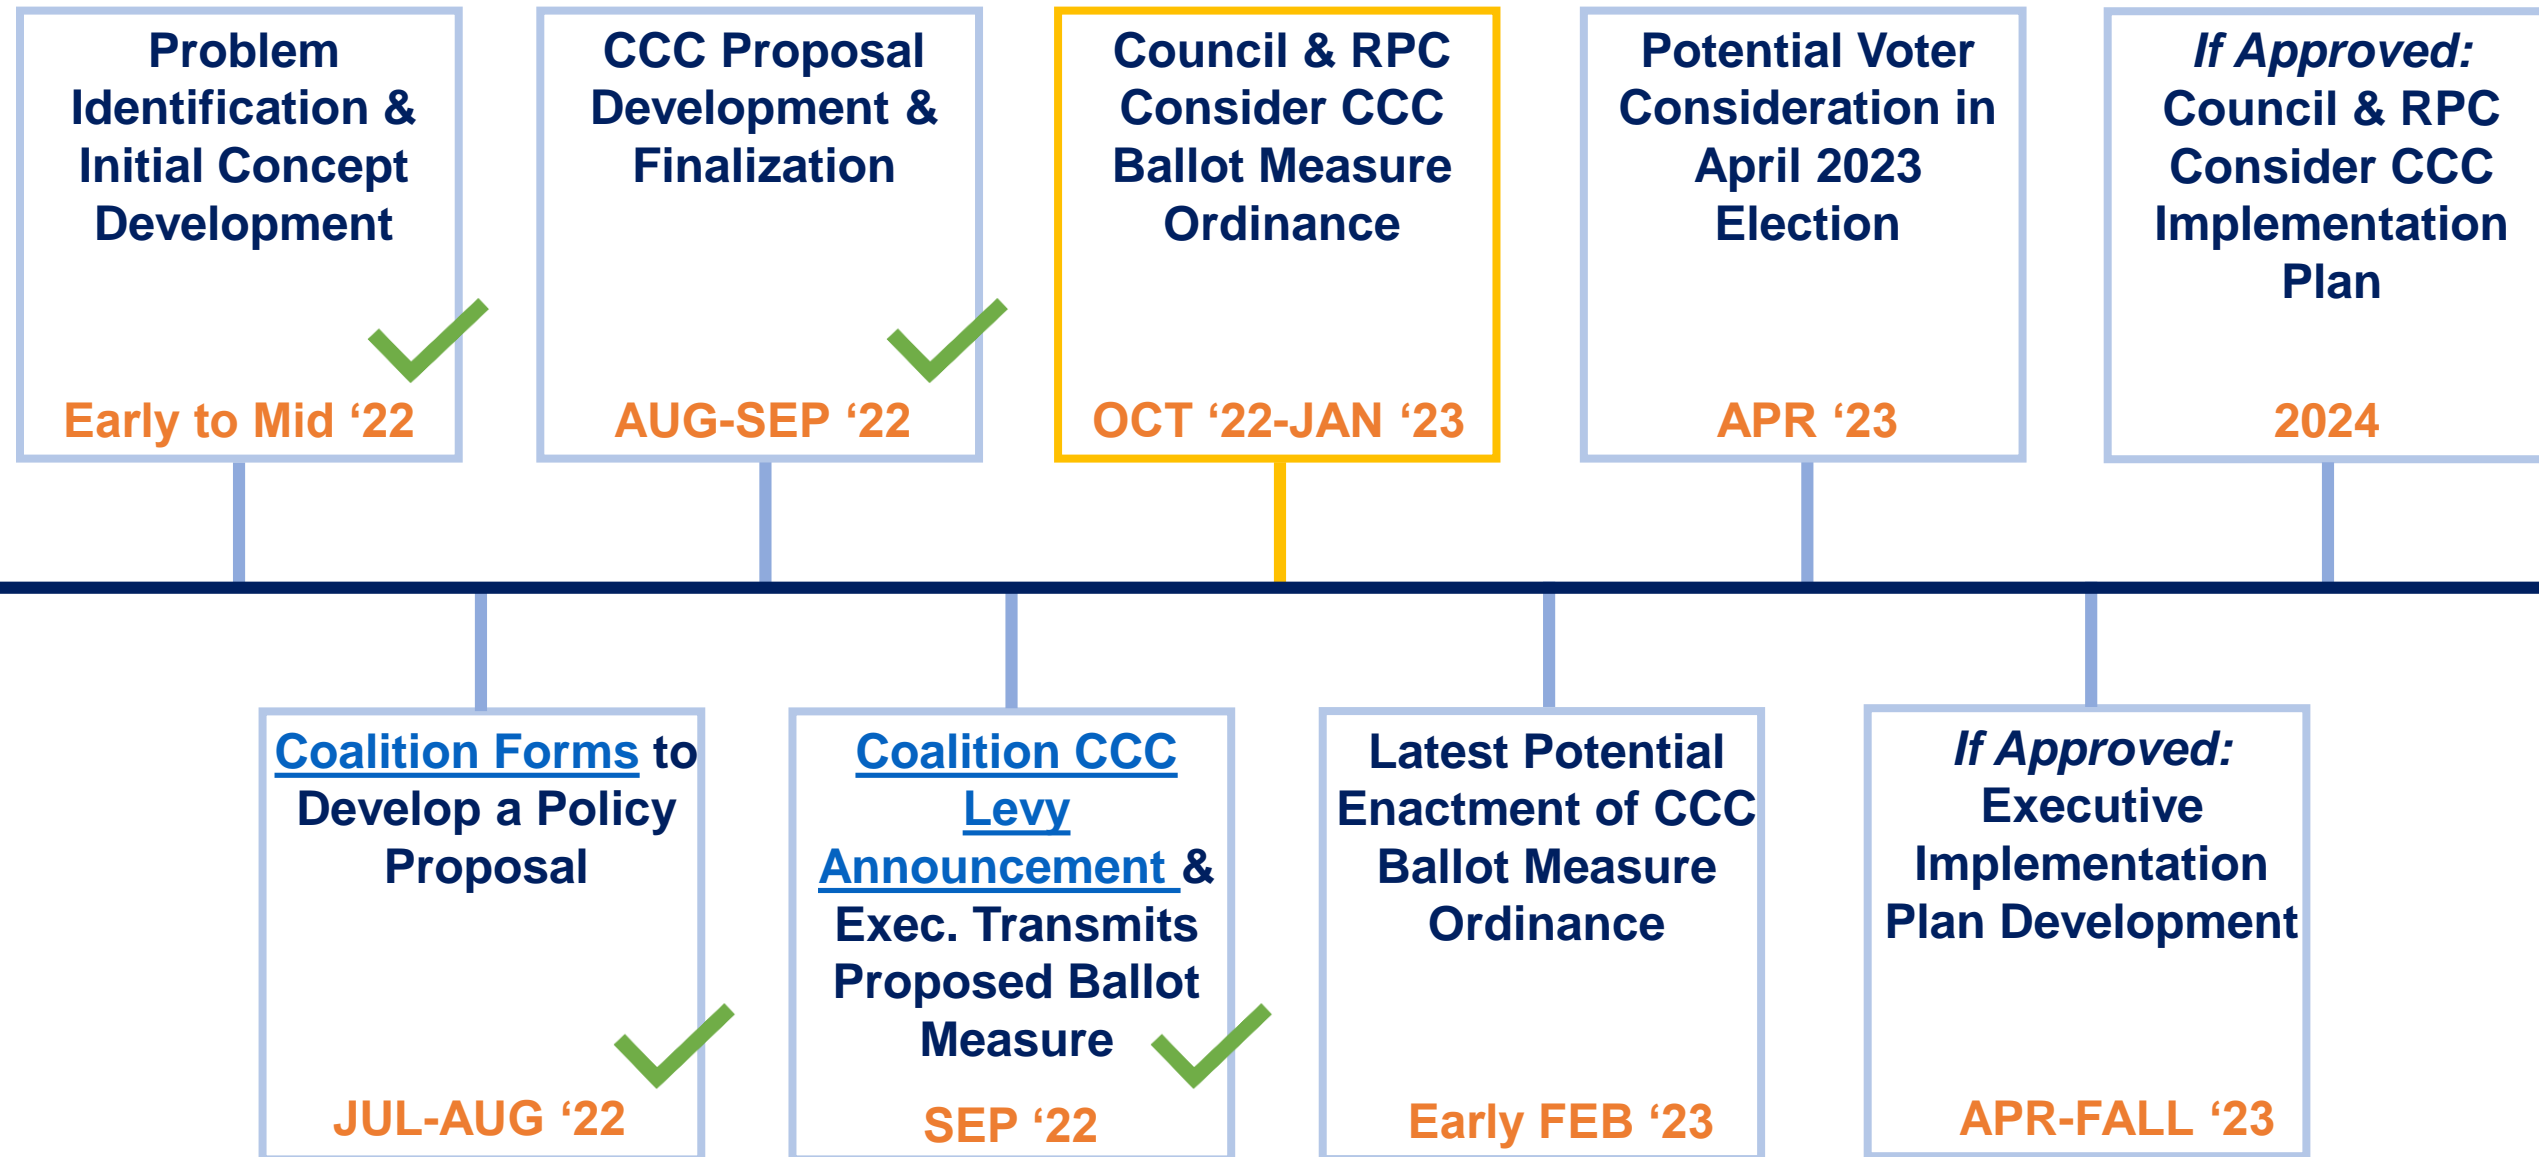 Problem
Identification &
Initial Concept
Development
Early to Mid ‘22
CCC Proposal
Development &
Finalization
AUG-SEP ‘22
Council & RPC
Consider CCC
Ballot Measure
Ordinance
OCT ‘22-JAN ‘23
Potential Voter
Consideration in
April 2023
Election
APR ‘23
If Approved:
Council & RPC
Consider CCC
Implementation
Plan
2024
Coalition Forms to
Develop a Policy
Proposal
JUL-AUG ‘22
Coalition CCC
Levy
Announcement &
Exec. Transmits
Proposed Ballot
Measure
SEP ‘22
Latest Potential
Enactment of CCC
Ballot Measure
Ordinance
Early FEB ‘23
If Approved:
Executive
Implementation
Plan Development
APR-FALL ‘23